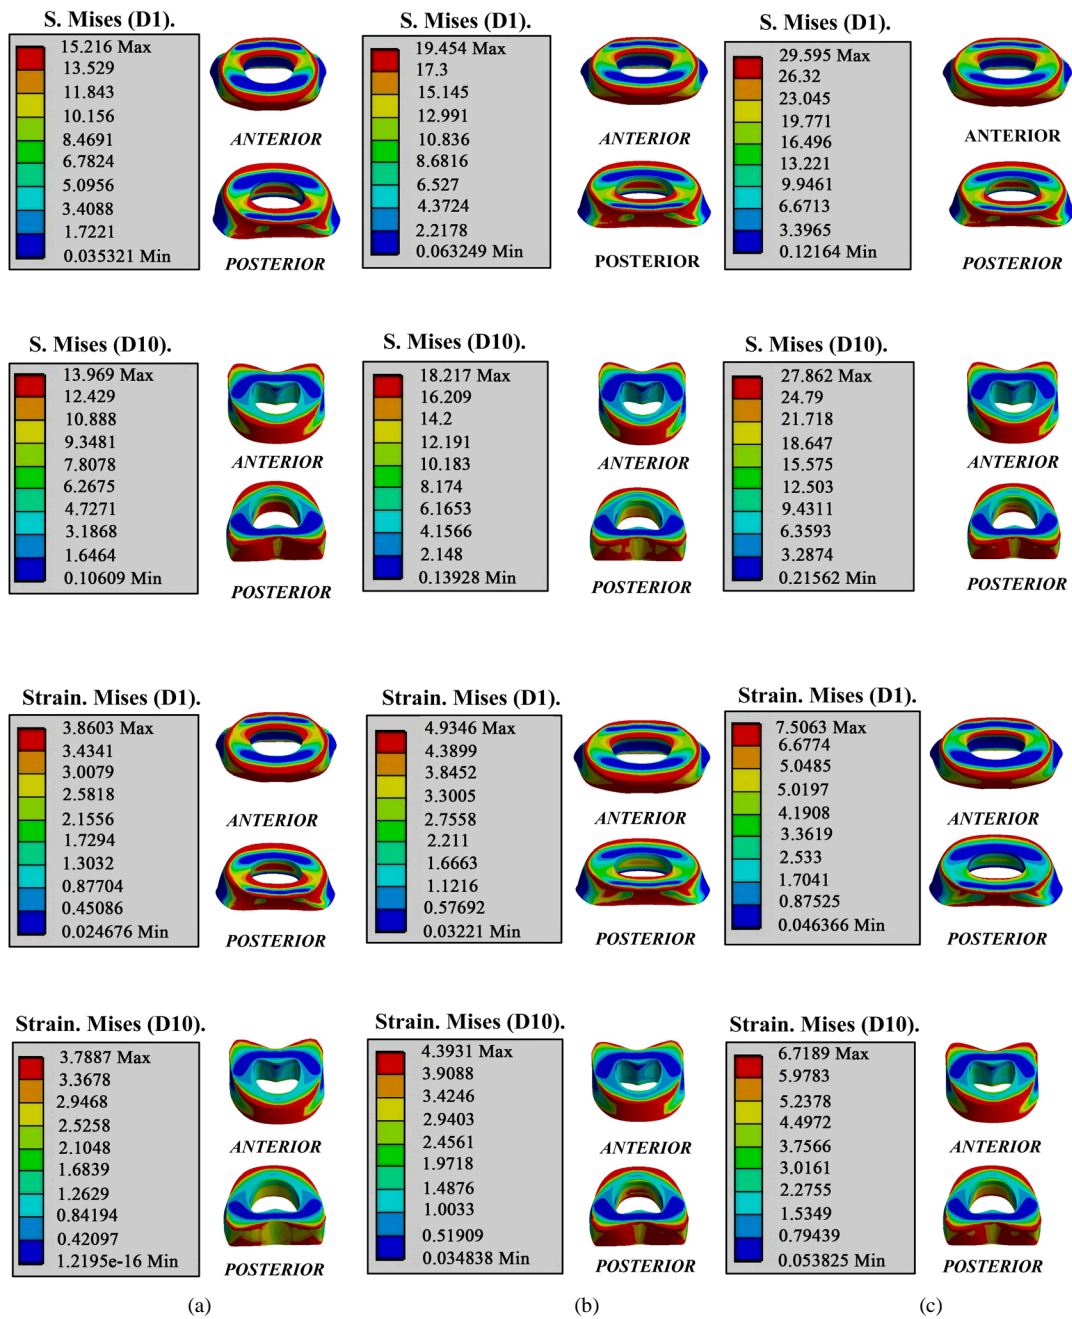 S. Mises (D1).
15.216 Max
13.529
11.843
10.156
8.4691
6.7824
5.0956
3.4088
1.7221
0.035321 Min
ANTERIOR
POSTERIOR
S. Mises (D1).
19.454 Max
17.3
15.145
12.991
10.836
8.6816
6.527
4.3724
2.2178
0.063249 Min
ANTERIOR
POSTERIOR
S. Mises (D1).
29.595 Max
26.32
23.045
19.771
16.496
13.221
9.9461
6.6713
3.3965
0.12164 Min
ANTERIOR
POSTERIOR
S. Mises (D10).
13.969 Max
12.429
10.888
9.3481
7.8078
6.2675
4.7271
3.1868
1.6464
0.10609 Min
ANTERIOR
POSTERIOR
S. Mises (D10).
18.217 Max
16.209
14.2
12.191
10.183
8.174
6.1653
4.1566
2.148
0.13928 Min
ANTERIOR
POSTERIOR
S. Mises (D10).
27.862 Max
24.79
21.718
18.647
15.575
12.503
9.4311
6.3593
3.2874
0.21562 Min
ANTERIOR
POSTERIOR
Strain. Mises (D1).
3.8603 Max
3.4341
3.0079
2.5818
2.1556
1.7294
1.3032
0.87704
0.45086
0.024676 Min
ANTERIOR
POSTERIOR
Strain. Mises (D1).
4.9346 Max
4.3899
3.8452
3.3005
2.7558
2.211
1.6663
1.1216
0.57692
0.03221 Min
ANTERIOR
POSTERIOR
Strain. Mises (D1).
7.5063 Max
6.6774
5.0485
5.0197
4.1908
3.3619
2.533
1.7041
0.87525
0.046366 Min
ANTERIOR
POSTERIOR
Strain. Mises (D10).
3.7887 Max
3.3678
2.9468
2.5258
2.1048
1.6839
1.2629
0.84194
0.42097
1.2195e-16 Min
ANTERIOR
POSTERIOR
Strain. Mises (D10).
4.3931 Max
3.9088
3.4246
2.9403
2.4561
1.9718
1.4876
1.0033
0.51909
0.034838 Min
ANTERIOR
POSTERIOR
Strain. Mises (D10).
6.7189 Max
5.9783
5.2378
4.4972
3.7566
3.0161
2.2755
1.5349
0.79439
0.053825 Min
ANTERIOR
POSTERIOR
(a)
(b)
(c)